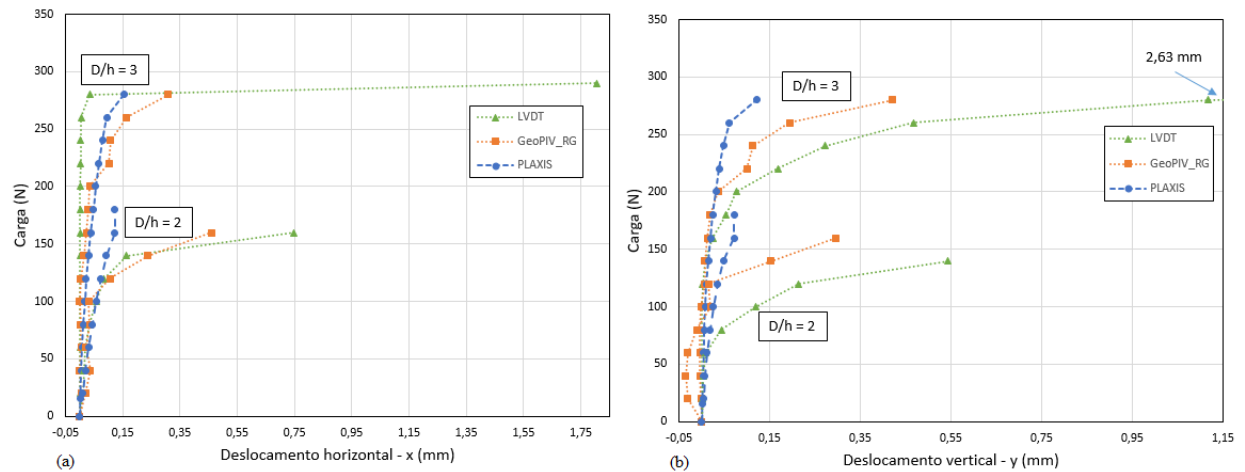 350
300
250
200
150
100
50
0
Carga (N)
D/h = 3
D/h = 2
LVDT
GeoPIV_RG
PLAXIS
-0,05 0,15 0,35 0,55 0,75 0,95 1,15 1,35 1,55 1,75
(a) Deslocamento horizontal - x (mm)
350
300
250
200
150
100
50
0
Carga (N)
2,63 mm
D/h = 3
LVDT
GeoPIV_RG
PLAXIS
D/h = 2
-0,05 0,15 0,35 0,55 0,75 0,95 1,15
(b) Deslocamento vertical - y (mm)